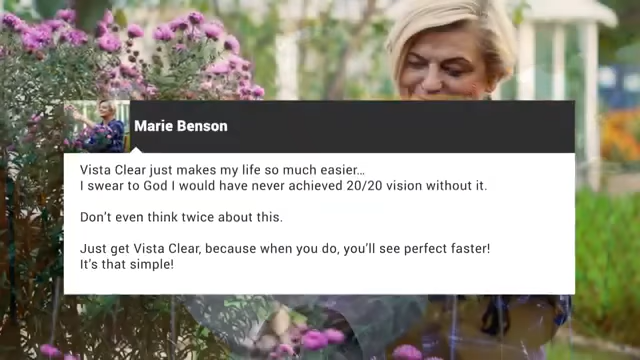 Marie Benson
Vista Clear just makes my life so much easier...
I swear to God I would have never achieved 20/20 vision without it.
Don't even think twice about this.
Just get Vista Clear, because when you do, you'll see perfect faster!
It's that simple!